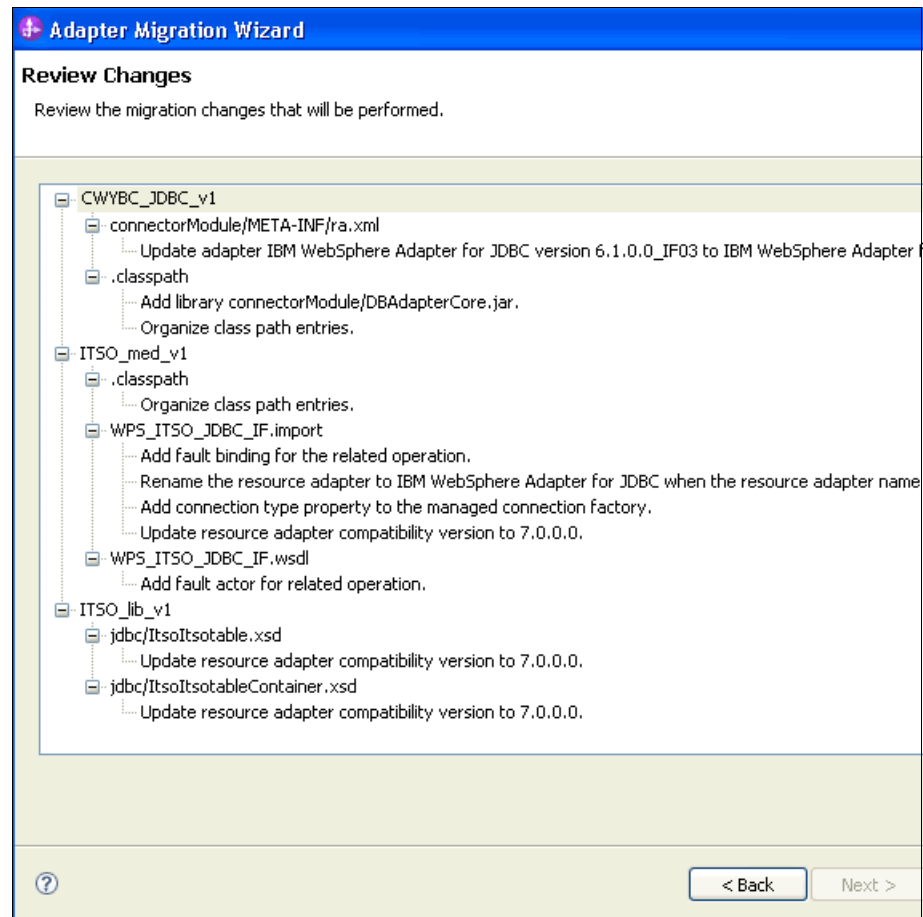 Adapter Migration Wizard
Review Changes
Review the migration changes that will be performed.
CWYBC_JDBC_v1
connectorModule/META-INF/ra.xml
Update adapter IBM WebSphere Adapter for JDBC version 6.1.0.0_IF03 to IBM WebSphere Adapter
.classpath
Add library connectorModule/DBAdapterCore.jar.
Organize class path entries.
ITSO_med_v1
.classpath
Organize class path entries.
WPS_ITSO_JDBC_IF.import
Add fault binding for the related operation.
Rename the resource adapter to IBM WebSphere Adapter for JDBC when the resource adapter name
Add connection type property to the managed connection factory.
Update resource adapter compatibility version to 7.0.0.0.
WPS_ITSO_JDBC_IF.wsdl
Add fault actor for related operation.
ITSO_lib_v1
jdbc/ItsoItsotable.xsd
Update resource adapter compatibility version to 7.0.0.0.
jdbc/ItsoItsotableContainer.xsd
Update resource adapter compatibility version to 7.0.0.0.
?
< Back
Next >